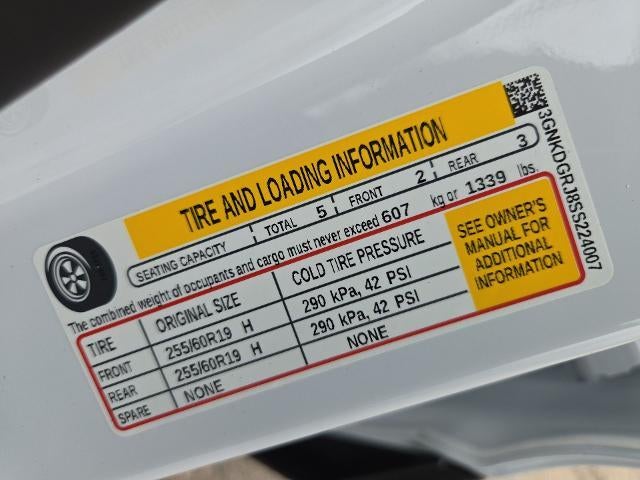 TIRE AND LOADING INFORMATION
SEATING CAPACITY TOTAL 5 FRONT 2 REAR 3
The combined weight of occupants and cargo must never exceed 607 kg or 1339 lbs.
TIRE ORIGINAL SIZE COLD TIRE PRESSURE
FRONT 255/60R19 H 290 kPa, 42 PSI
REAR 255/60R19 H 290 kPa, 42 PSI
SPARE NONE NONE
SEE OWNER'S
MANUAL FOR
ADDITIONAL
INFORMATION
3GNKDGRJ8SS224007